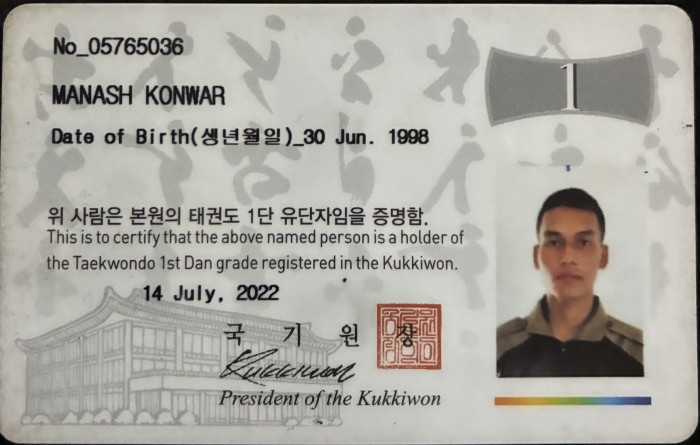 No_05765036
1
MANASH KONWAR
Date of Birth(생년월일)_30 Jun. 1998
위 사람은 본원의 태권도 1단 유단자임을 증명함.
This is to certify that the above named person is a holder of
the Taekwondo 1st Dan grade registered in the Kukkiwon.
14 July, 2022
국 기 원 장
Kukkiwon
President of the Kukkiwon